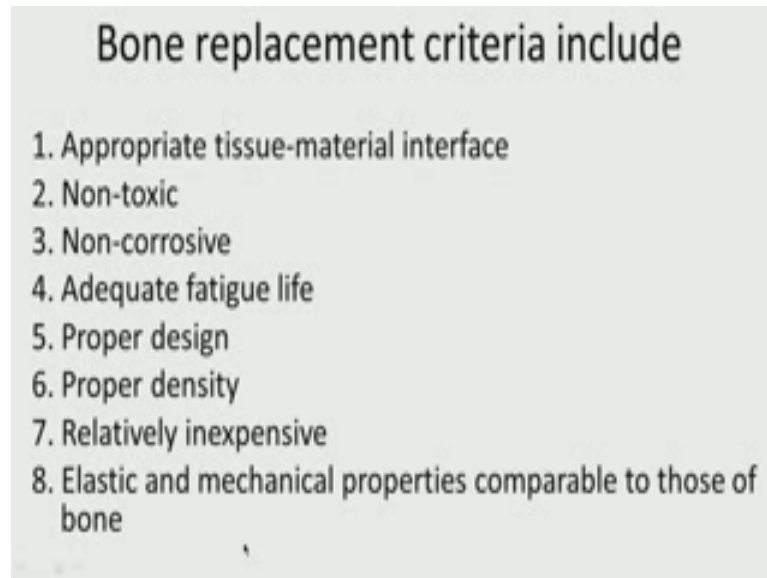 Bone replacement criteria include
1. Appropriate tissue-material interface
2. Non-toxic
3. Non-corrosive
4. Adequate fatigue life
5. Proper design
6. Proper density
7. Relatively inexpensive
8. Elastic and mechanical properties comparable to those of
bone